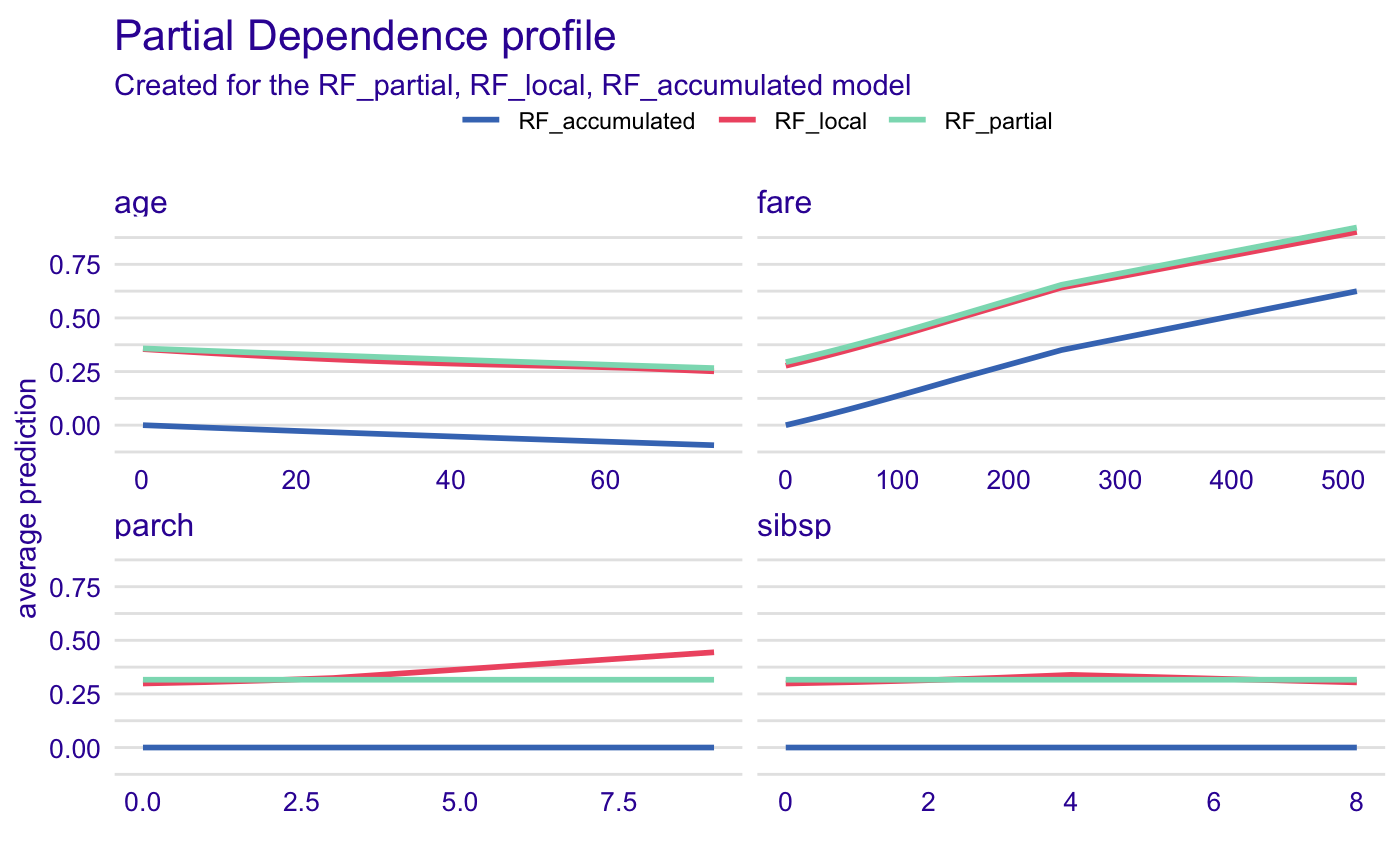 Partial Dependence profile
Created for the RF_partial, RF_local, RF_accumulated model
RF_accumulated RF_local RF_partial
age fare
0.75
0.50
0.25
0.00
0 20 40 60 0 100 200 300 400 500
average prediction
parch sibsp
0.75
0.50
0.25
0.00
0.0 2.5 5.0 7.5 0 2 4 6 8